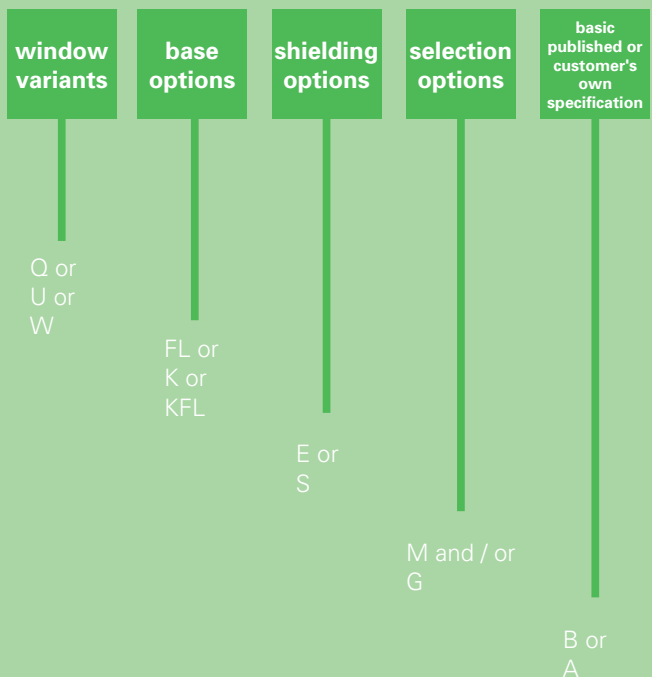 window
variants
base
options
shielding
options
selection
options
basic
published or
customer's
own
specification
Q or
U or
W
FL or
K or
KFL
E or
S
M and / or
G
B or
A